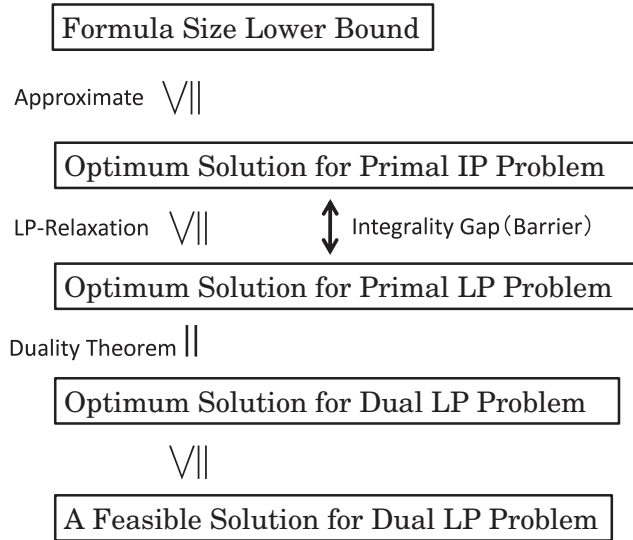 Formula Size Lower Bound
Approximate ≥
Optimum Solution for Primal IP Problem
LP-Relaxation ≥ Integrality Gap(Barrier)
Optimum Solution for Primal LP Problem
Duality Theorem ||
Optimum Solution for Dual LP Problem
≥
A Feasible Solution for Dual LP Problem